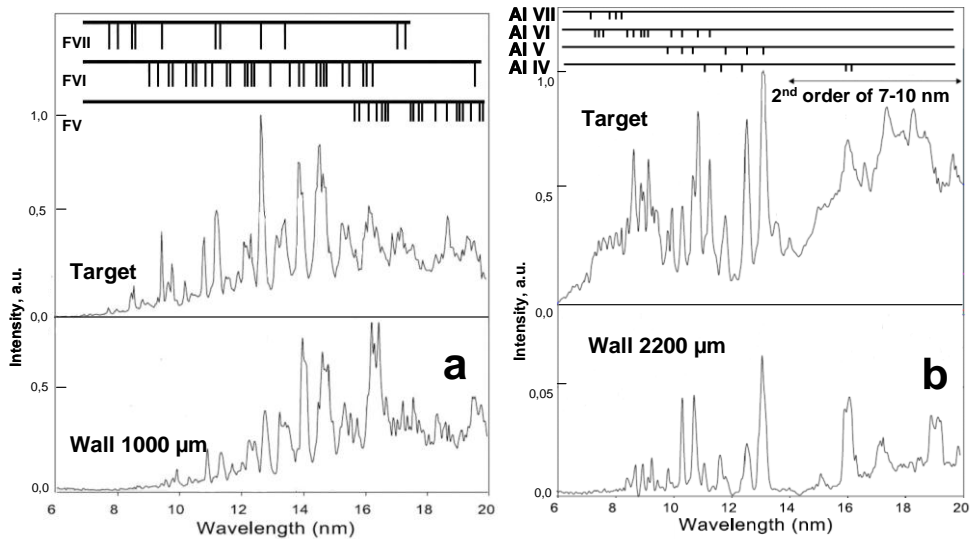 FVII
FVI
FV
1,0
0,5
Target
0,0
0,5
a
Wall 1000 µm
0,0
Intensity, a.u.
6 8 10 12 14 16 18 20
Wavelength (nm)
Al VII
Al VI
Al V
Al IV
2nd order of 7-10 nm
1,0
Target
0,5
0,0
Wall 2200 µm
b
0,05
0,0
Intensity, a.u.
6 8 10 12 14 16 18 20
Wavelength (nm)